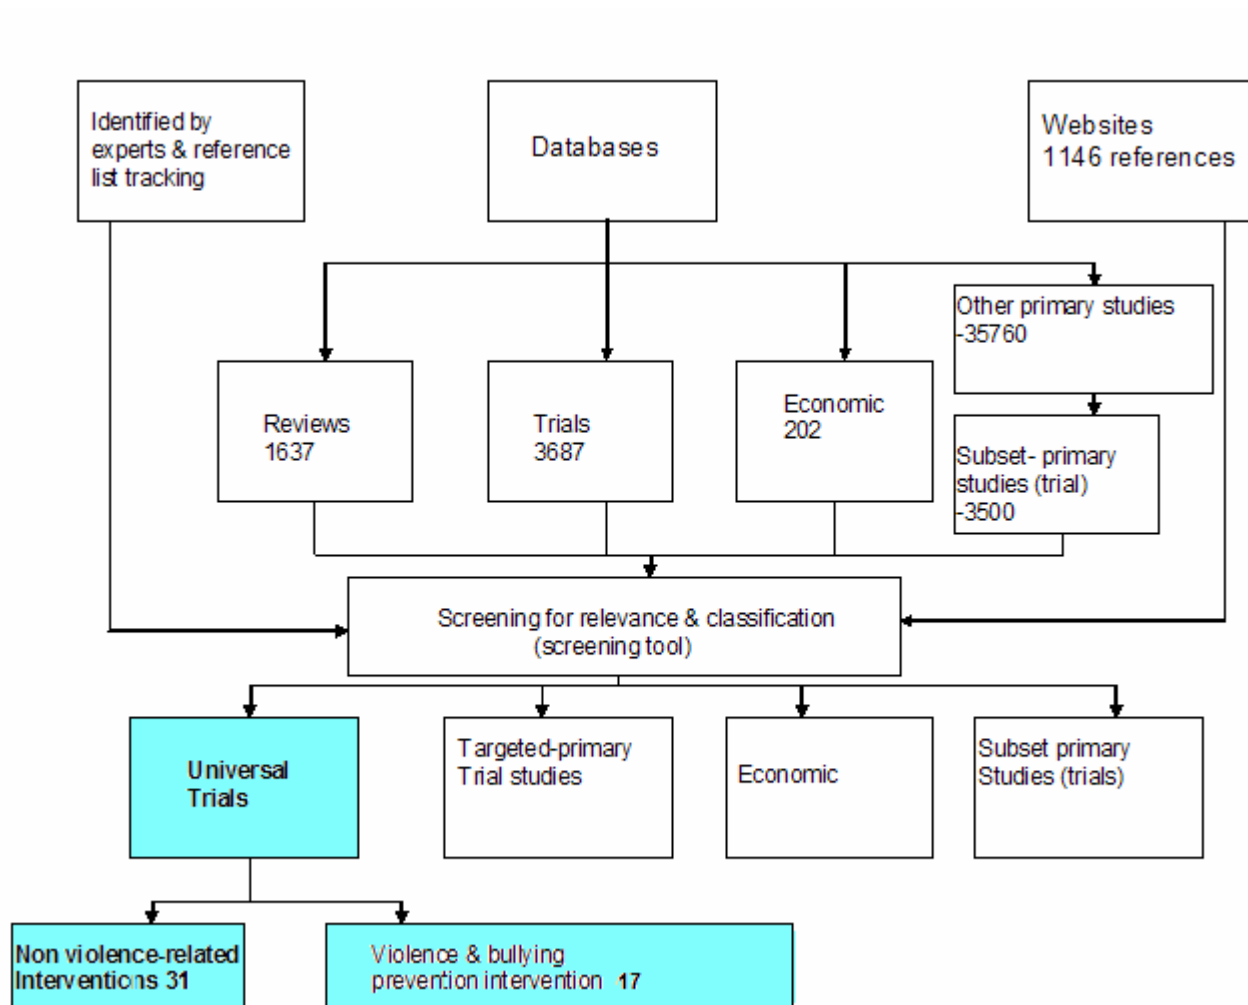 Identified by
experts & reference
list tracking
Databases
Websites
1146 references
Other primary studies
-35760
Reviews
1637
Trials
3687
Economic
202
Subset- primary
studies (trial)
-3500
Screening for relevance & classification
(screening tool)
Universal
Trials
Targeted-primary
Trial studies
Economic
Subset primary
Studies (trials)
Non violence-related
Interventions 31
Violence & bullying
prevention intervention 17